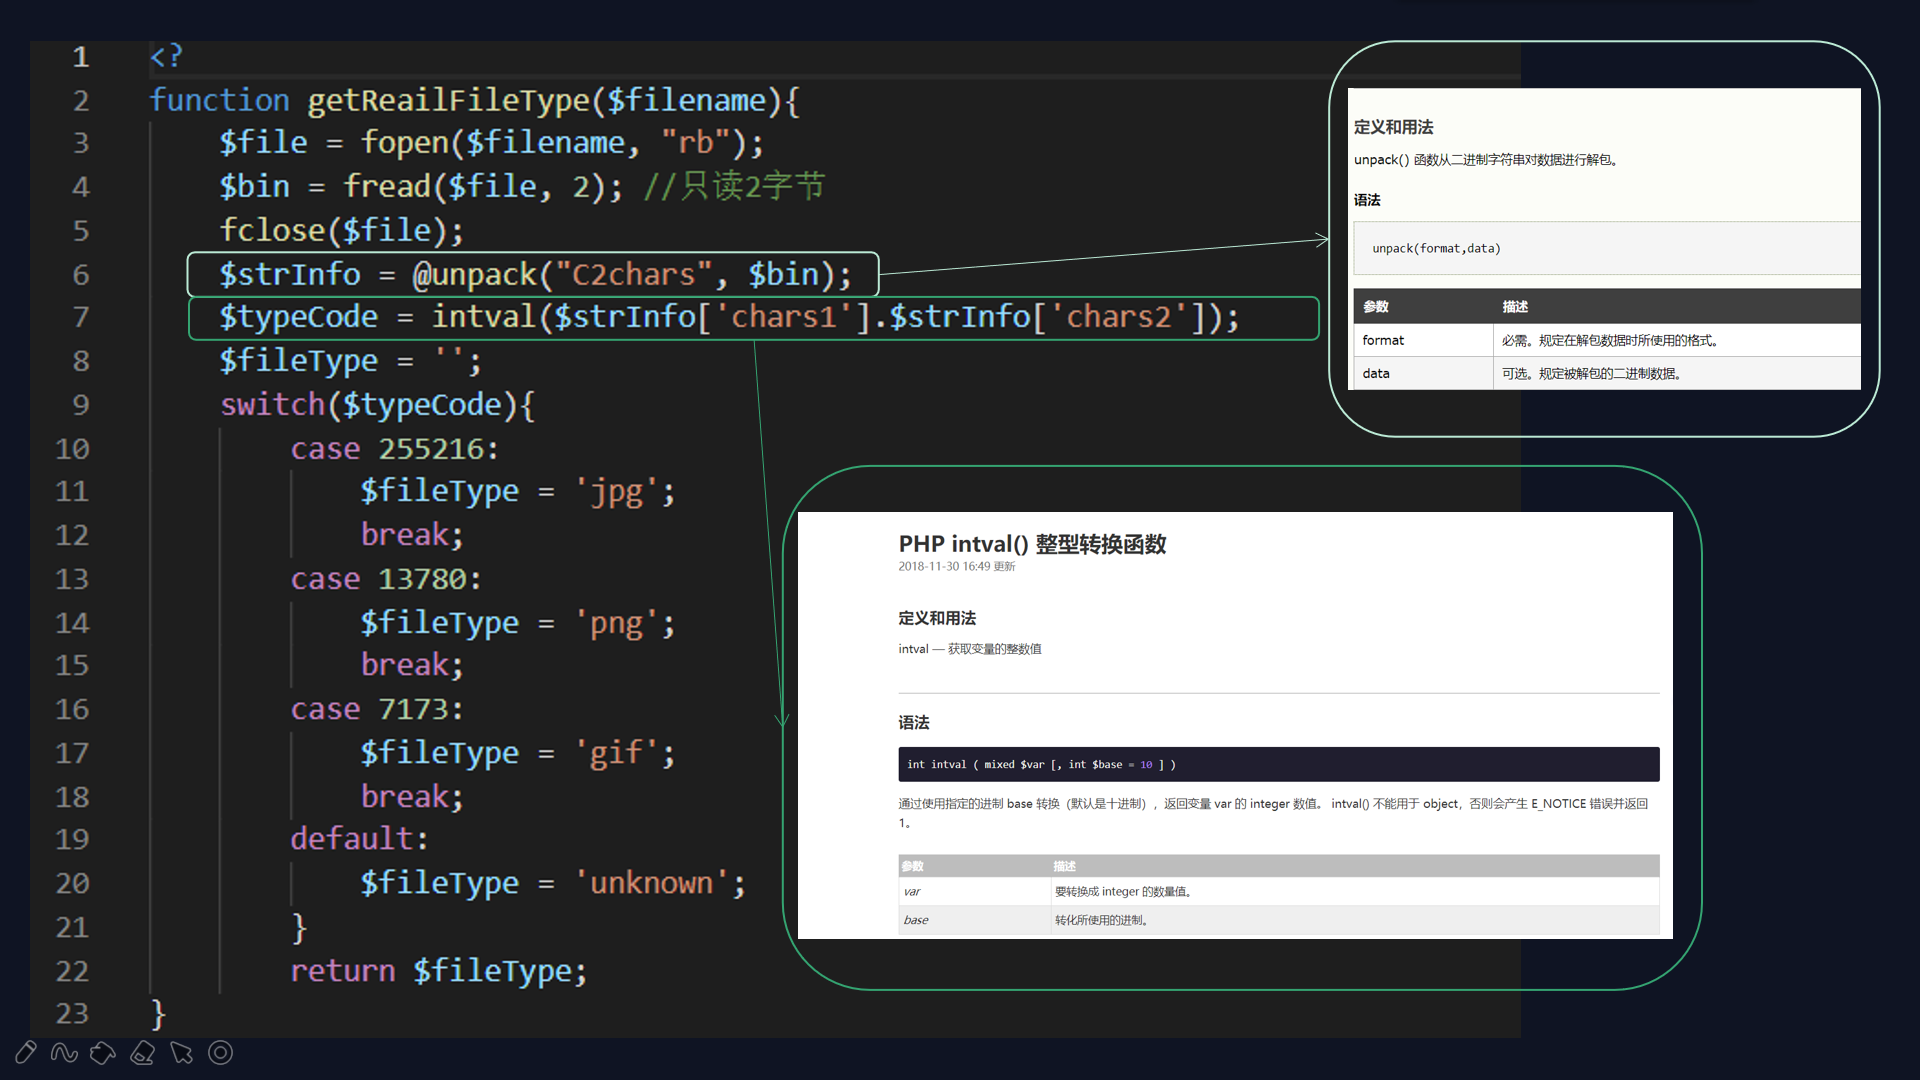 1 <?
2 function getReailFileType($filename){
3 $file = fopen($filename, "rb");
4 $bin = fread($file, 2); //只读2字节
5 fclose($file);
6 $strInfo = @unpack("C2chars", $bin);
7 $typeCode = intval($strInfo['chars1'].$strInfo['chars2']);
8 $fileType = '';
9 switch($typeCode){
10 case 255216:
11 $fileType = 'jpg';
12 break;
13 case 13780:
14 $fileType = 'png';
15 break;
16 case 7173:
17 $fileType = 'gif';
18 break;
19 default:
20 $fileType = 'unknown';
21 }
22 return $fileType;
23 }
定义和用法
unpack() 函数从二进制字符串对数据进行解包。
语法
unpack(format,data)
参数 描述
format 必需。规定在解包数据时所使用的格式。
data 可选。规定被解包的二进制数据。
PHP intval() 整型转换函数
2018-11-30 16:49 更新
定义和用法
intval — 获取变量的整数值
语法
int intval ( mixed $var [, int $base = 10 ] )
通过使用指定的进制 base 转换（默认是十进制），返回变量 var 的 integer 数值。 intval() 不能用于 object，否则会产生 E_NOTICE 错误并返回
1。
参数 描述
var 要转换成 integer 的数量值。
base 转化所使用的进制。